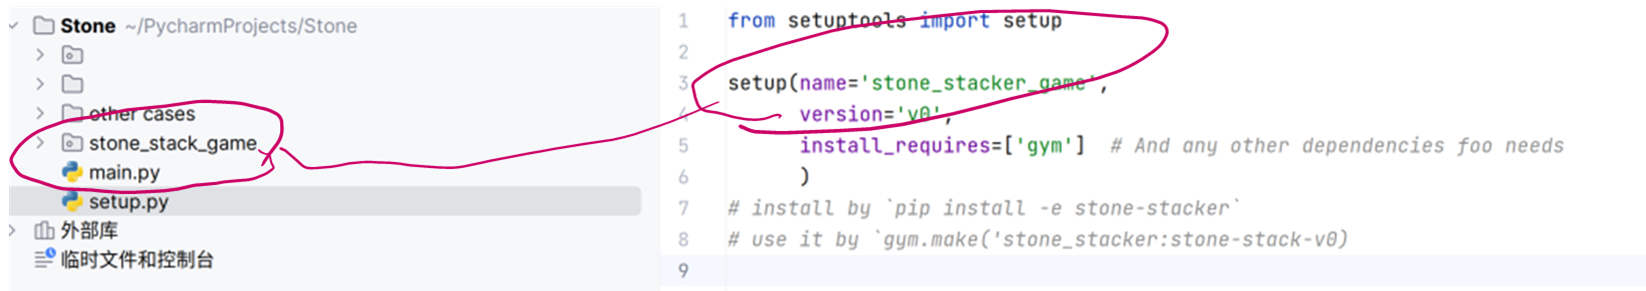 Stone ~/PycharmProjects/Stone
other cases
stone_stack_game
main.py
setup.py
外部库
临时文件和控制台
1 from setuptools import setup
2
3 setup(name='stone_stacker_game',
4 version='v0',
5 install_requires=['gym'] # And any other dependencies foo needs
6 )
7 # install by `pip install -e stone-stacker`
8 # use it by `gym.make('stone_stacker:stone-stack-v0)
9